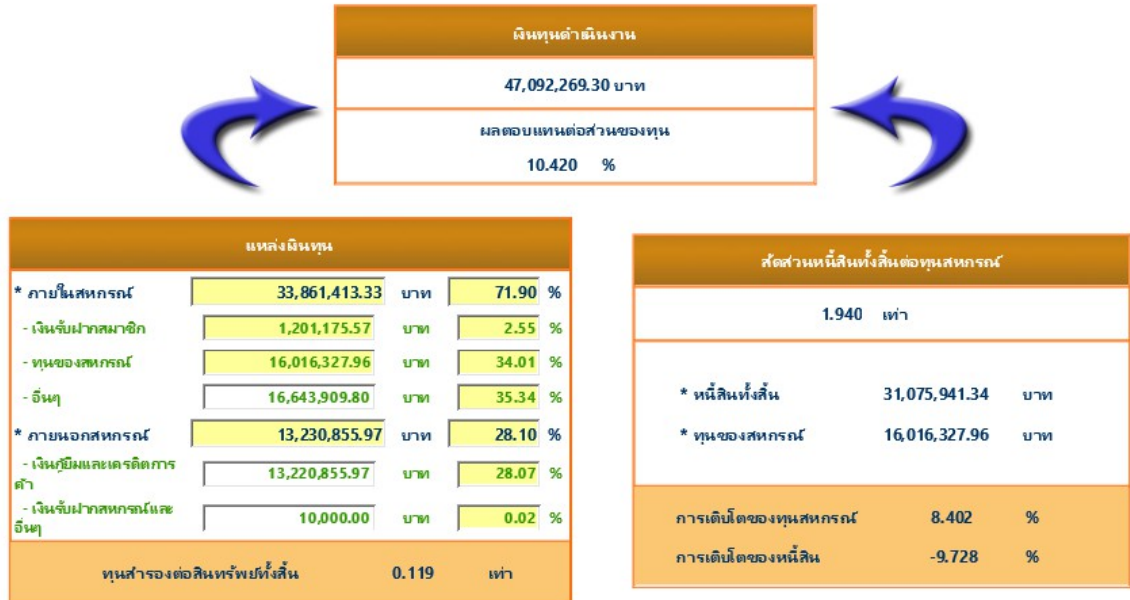 เงินทุนดำเนินงาน
47,092,269.30 บาท
ผลตอบแทนต่อส่วนของทุน
10.420 %
แหล่งเงินทุน
* ภายในสหกรณ์ 33,861,413.33 บาท 71.90 %
- เงินรับฝากสมาชิก 1,201,175.57 บาท 2.55 %
- ทุนของสหกรณ์ 16,016,327.96 บาท 34.01 %
- อื่นๆ 16,643,909.80 บาท 35.34 %
* ภายนอกสหกรณ์ 13,230,855.97 บาท 28.10 %
- เงินกู้ยืมและเครดิตการ
ค้า 13,220,855.97 บาท 28.07 %
- เงินรับฝากสหกรณ์และ
อื่นๆ 10,000.00 บาท 0.02 %
ทุนสำรองต่อสินทรัพย์ทั้งสิ้น 0.119 เท่า
สัดส่วนหนี้สินทั้งสิ้นต่อทุนสหกรณ์
1.940 เท่า
* หนี้สินทั้งสิ้น 31,075,941.34 บาท
* ทุนของสหกรณ์ 16,016,327.96 บาท
การเติบโตของทุนสหกรณ์ 8.402 %
การเติบโตของหนี้สิน -9.728 %